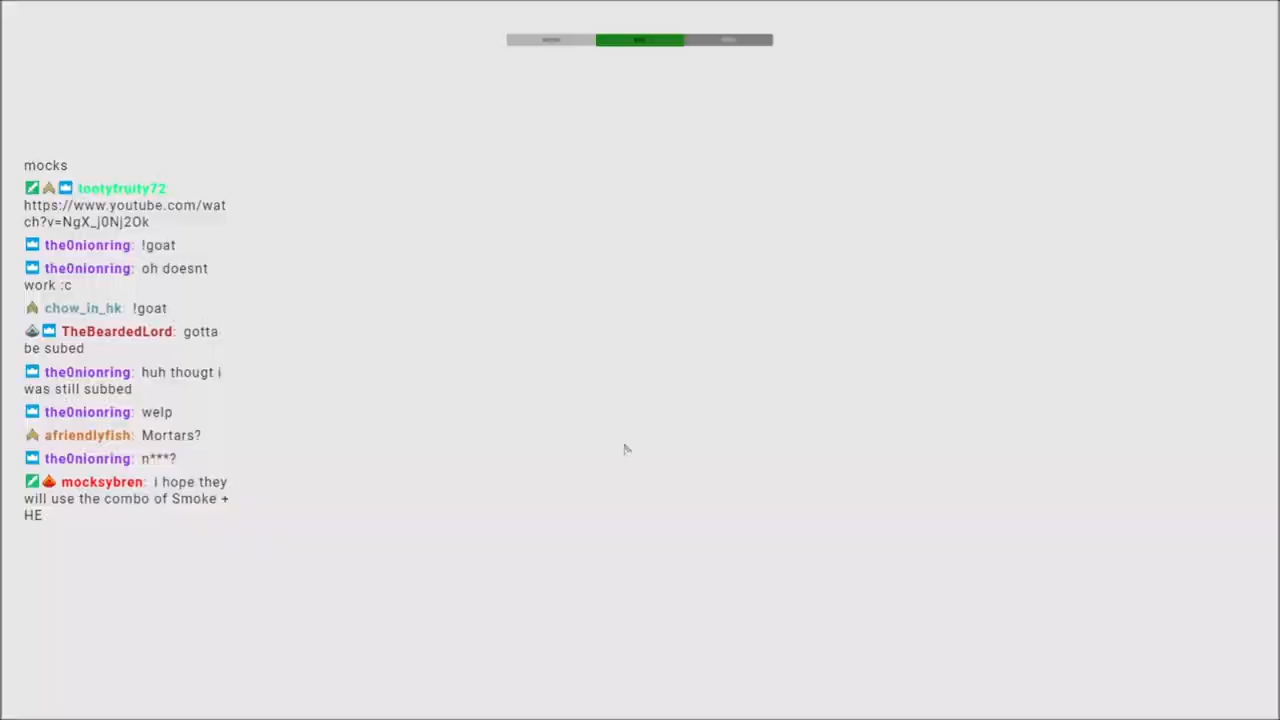 mocks
tootyfruity72
https://www.youtube.com/wat
ch?v=NgX_j0Nj2Ok
the0nionring: !goat
the0nionring: oh doesnt
work :c
chow_in_hk: !goat
TheBeardedLord: gotta
be subed
the0nionring: huh thougt i
was still subbed
the0nionring: welp
afriendlyfish: Mortars?
the0nionring: n***?
mocksybren: i hope they
will use the combo of Smoke +
HE